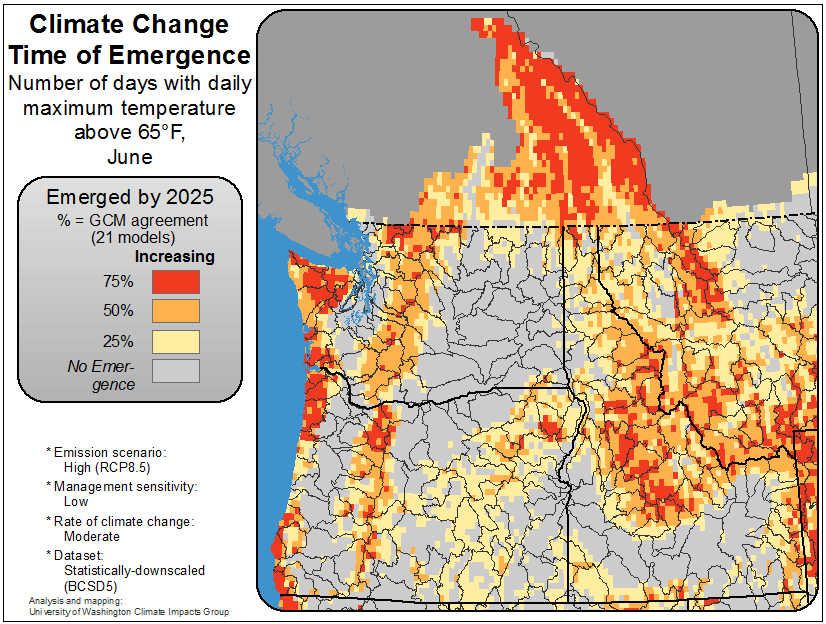 Climate Change
Time of Emergence
Number of days with daily
maximum temperature
above 65°F,
June
Emerged by 2025
% = GCM agreement
(21 models)
Increasing
75%
50%
25%
No Emer-
gence
* Emission scenario:
High (RCP8.5)
* Management sensitivity:
Low
* Rate of climate change:
Moderate
* Dataset:
Statistically-downscaled
(BCSD5)
Analysis and mapping:
University of Washington Climate Impacts Group